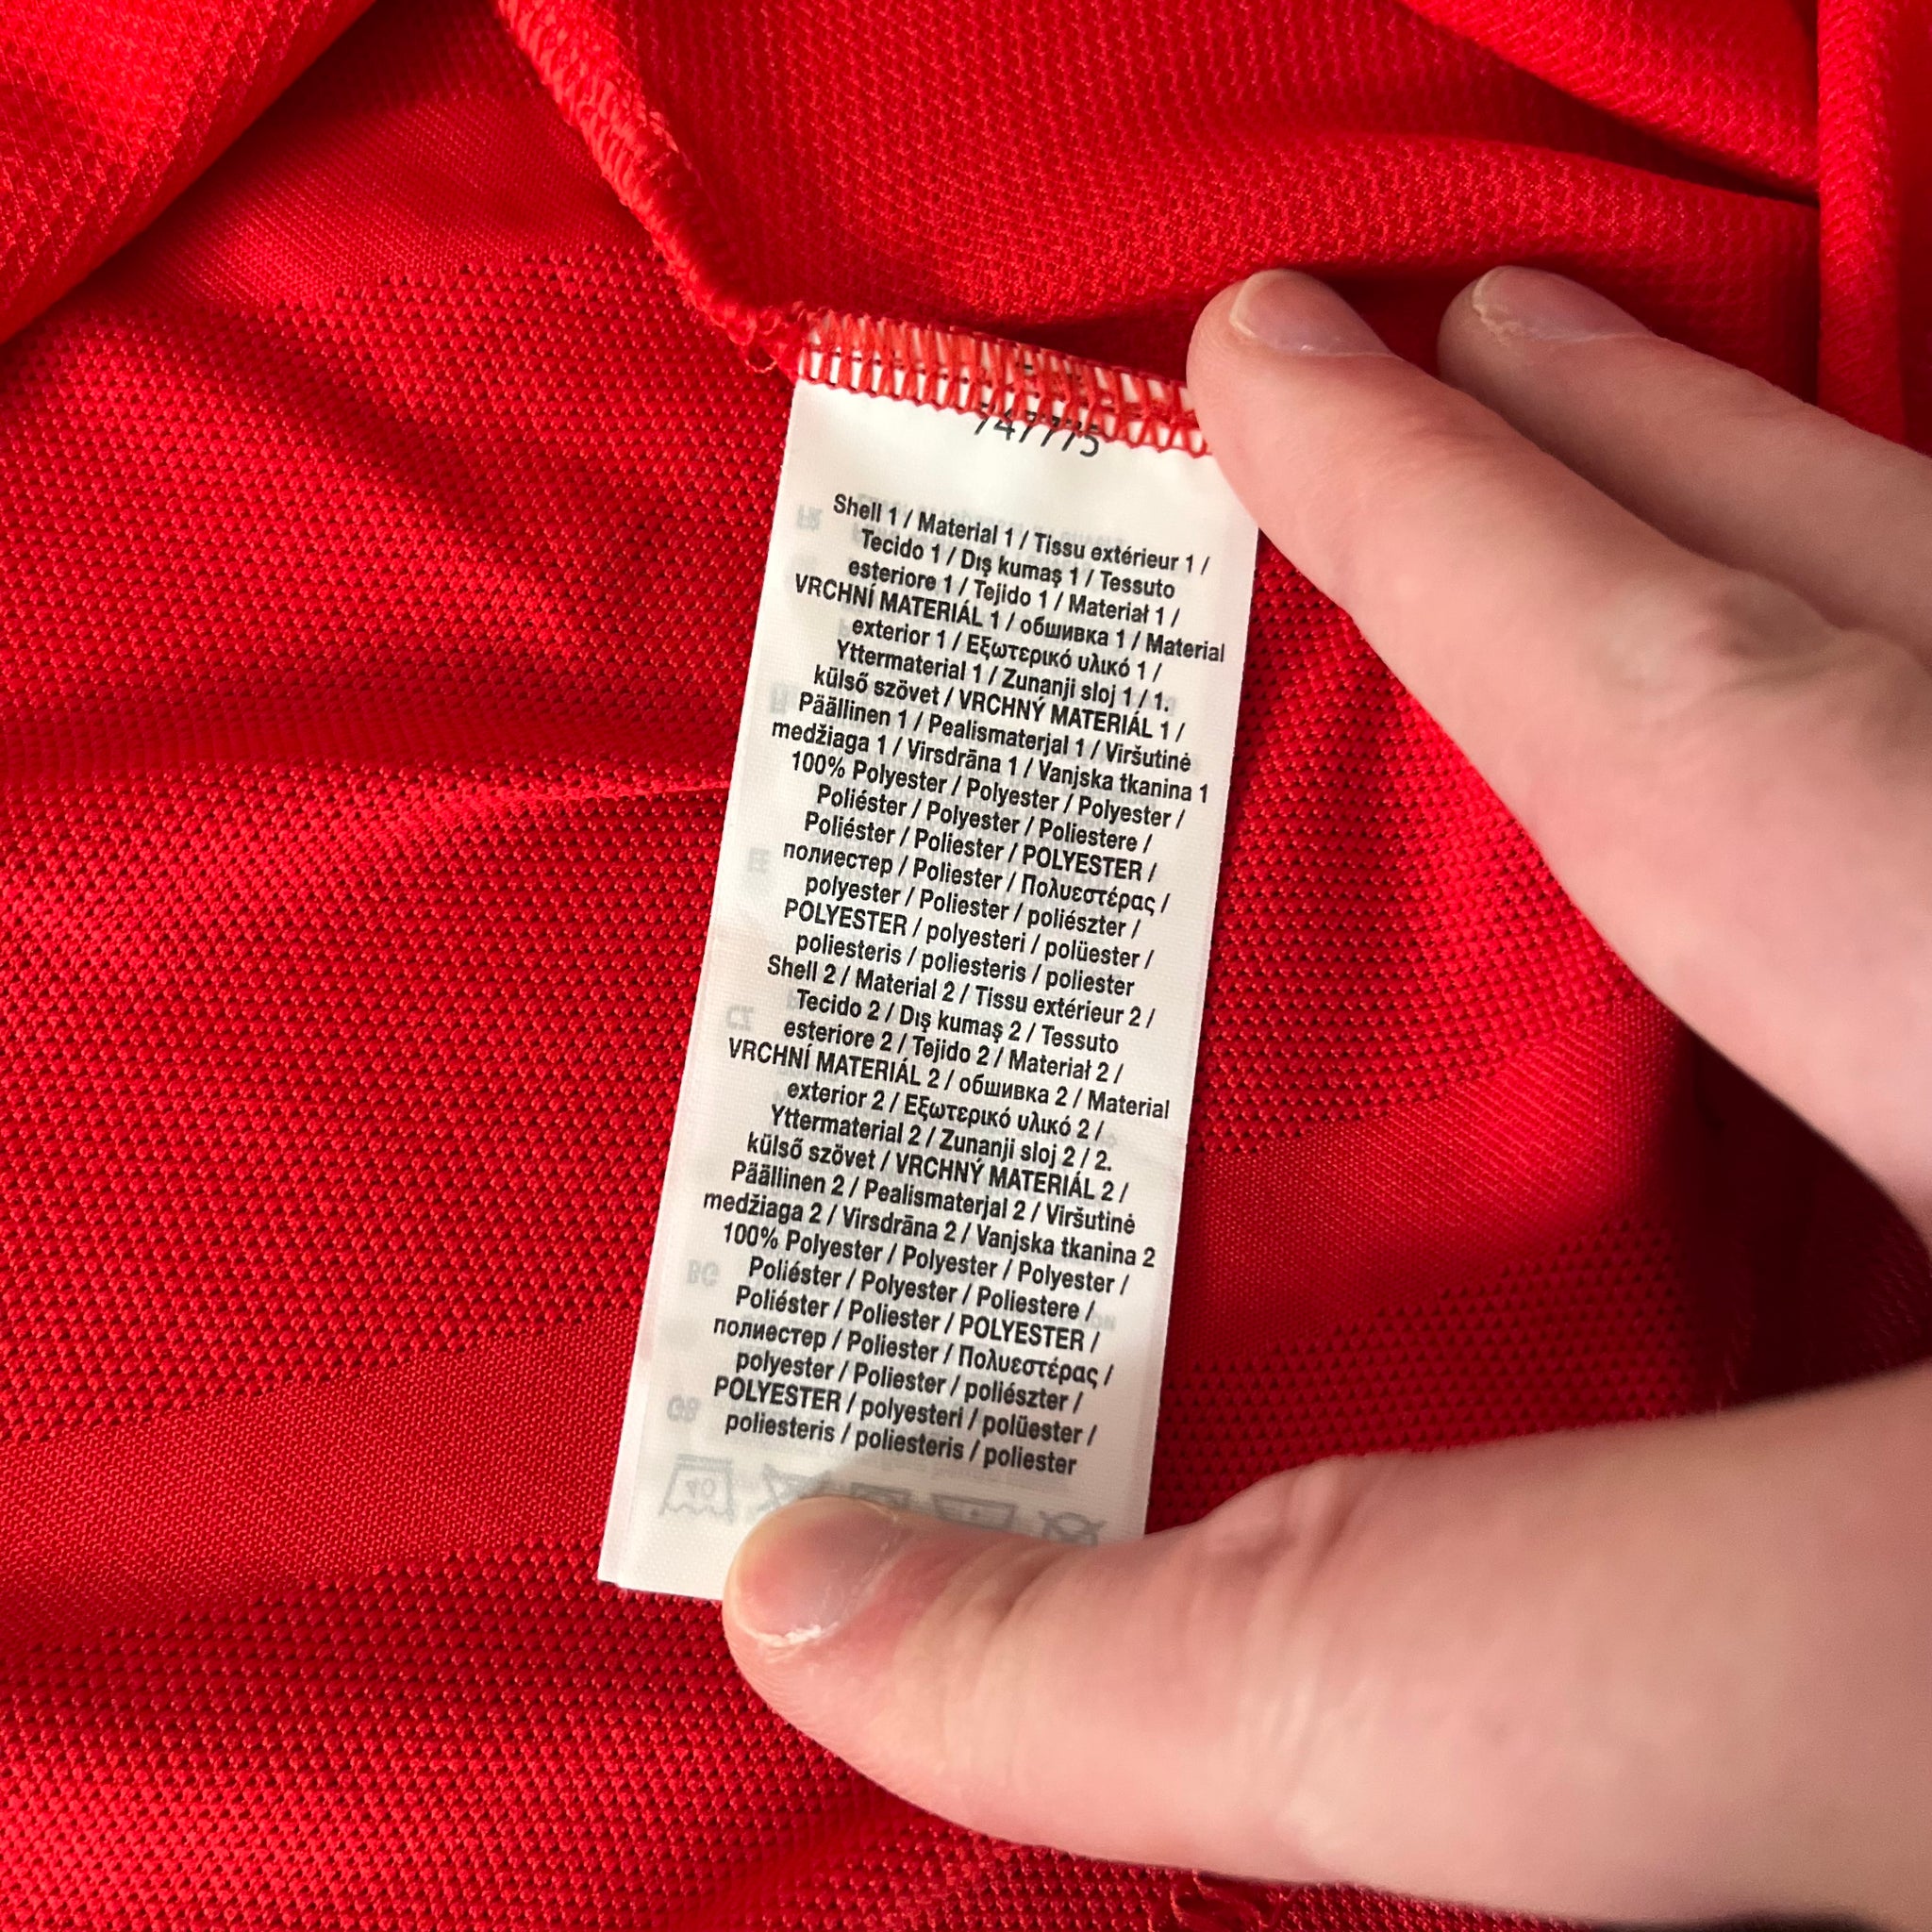 747775
Shell 1 / Material 1 / Tissu extérieur 1 /
Tecido 1 / Dış kumaş 1 / Tessuto
esteriore 1 / Tejido 1 / Materiał 1 /
VRCHNÍ MATERIÁL 1 / обшивка 1 / Material
exterior 1 / Εξωτερικό υλικό 1 /
Yttermaterial 1 / Zunanji sloj 1 / 1.
külső szövet / VRCHNÝ MATERIÁL 1 /
Päällinen 1 / Pealismaterjal 1 / Viršutinė
medžiaga 1 / Virsdrāna 1 / Vanjska tkanina 1
100% Polyester / Polyester / Polyester /
Poliéster / Polyester / Poliestere /
Poliéster / Poliester / POLYESTER /
полиестер / Poliester / Πολυεστέρας /
polyester / Poliester / poliészter /
POLYESTER / polyesteri / polüester /
poliesteris / poliesteris / poliester
Shell 2 / Material 2 / Tissu extérieur 2 /
Tecido 2 / Dış kumaş 2 / Tessuto
esteriore 2 / Tejido 2 / Materiał 2 /
VRCHNÍ MATERIÁL 2 / обшивка 2 / Material
exterior 2 / Εξωτερικό υλικό 2 /
Yttermaterial 2 / Zunanji sloj 2 / 2.
külső szövet / VRCHNÝ MATERIÁL 2 /
Päällinen 2 / Pealismaterjal 2 / Viršutinė
medžiaga 2 / Virsdrāna 2 / Vanjska tkanina 2
100% Polyester / Polyester / Polyester /
Poliéster / Polyester / Poliestere /
Poliéster / Poliester / POLYESTER /
полиестер / Poliester / Πολυεστέρας /
polyester / Poliester / poliészter /
POLYESTER / polyesteri / polüester /
poliesteris / poliesteris / poliester